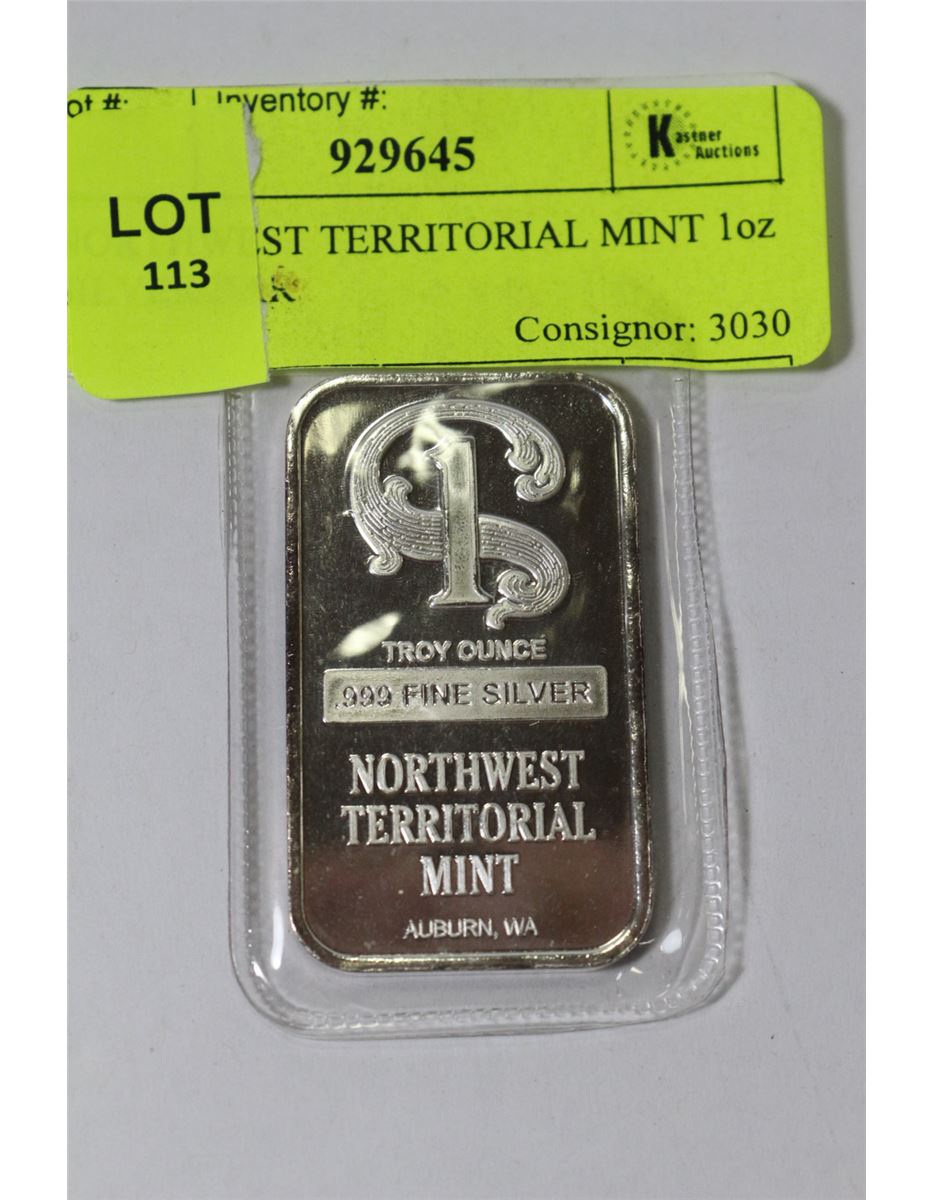 Inventory #:
929645
Kastner
Auctions
LOT
113
EST TERRITORIAL MINT 1oz
Consignor: 3030
1
TROY OUNCE
.999 FINE SILVER
NORTHWEST
TERRITORIAL
MINT
AUBURN, WA